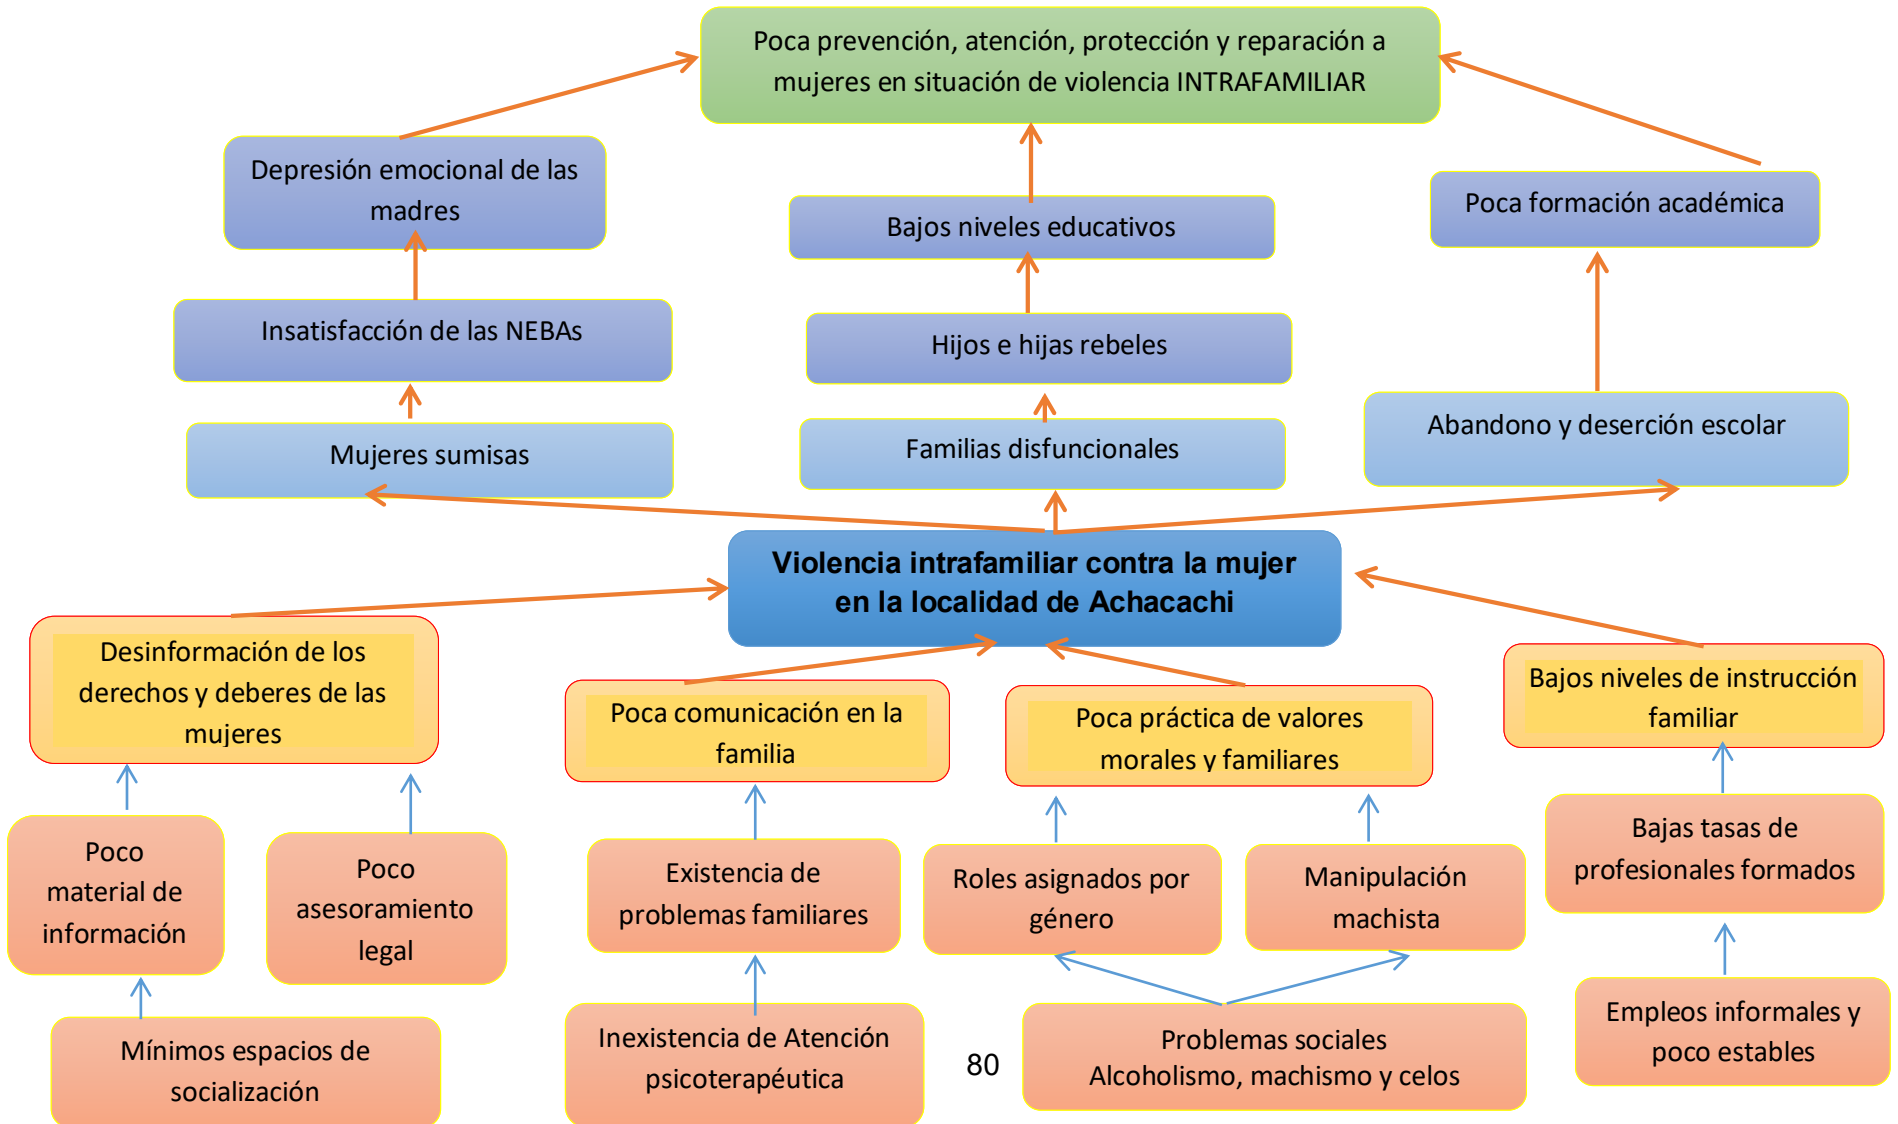 Poca prevención, atención, protección y reparación a
mujeres en situación de violencia INTRAFAMILIAR
Depresión emocional de las
madres
Bajos niveles educativos
Poca formación académica
Insatisfacción de las NEBAs
Hijos e hijas rebeles
Mujeres sumisas
Familias disfuncionales
Abandono y deserción escolar
Violencia intrafamiliar contra la mujer
en la localidad de Achacachi
Desinformación de los
derechos y deberes de las
mujeres
Poca comunicación en la
familia
Poca práctica de valores
morales y familiares
Bajos niveles de instrucción
familiar
Poco
material de
información
Poco
asesoramiento
legal
Existencia de
problemas familiares
Roles asignados por
género
Manipulación
machista
Bajas tasas de
profesionales formados
Mínimos espacios de
socialización
Inexistencia de Atención
psicoterapéutica
80
Problemas sociales
Alcoholismo, machismo y celos
Empleos informales y
poco estables